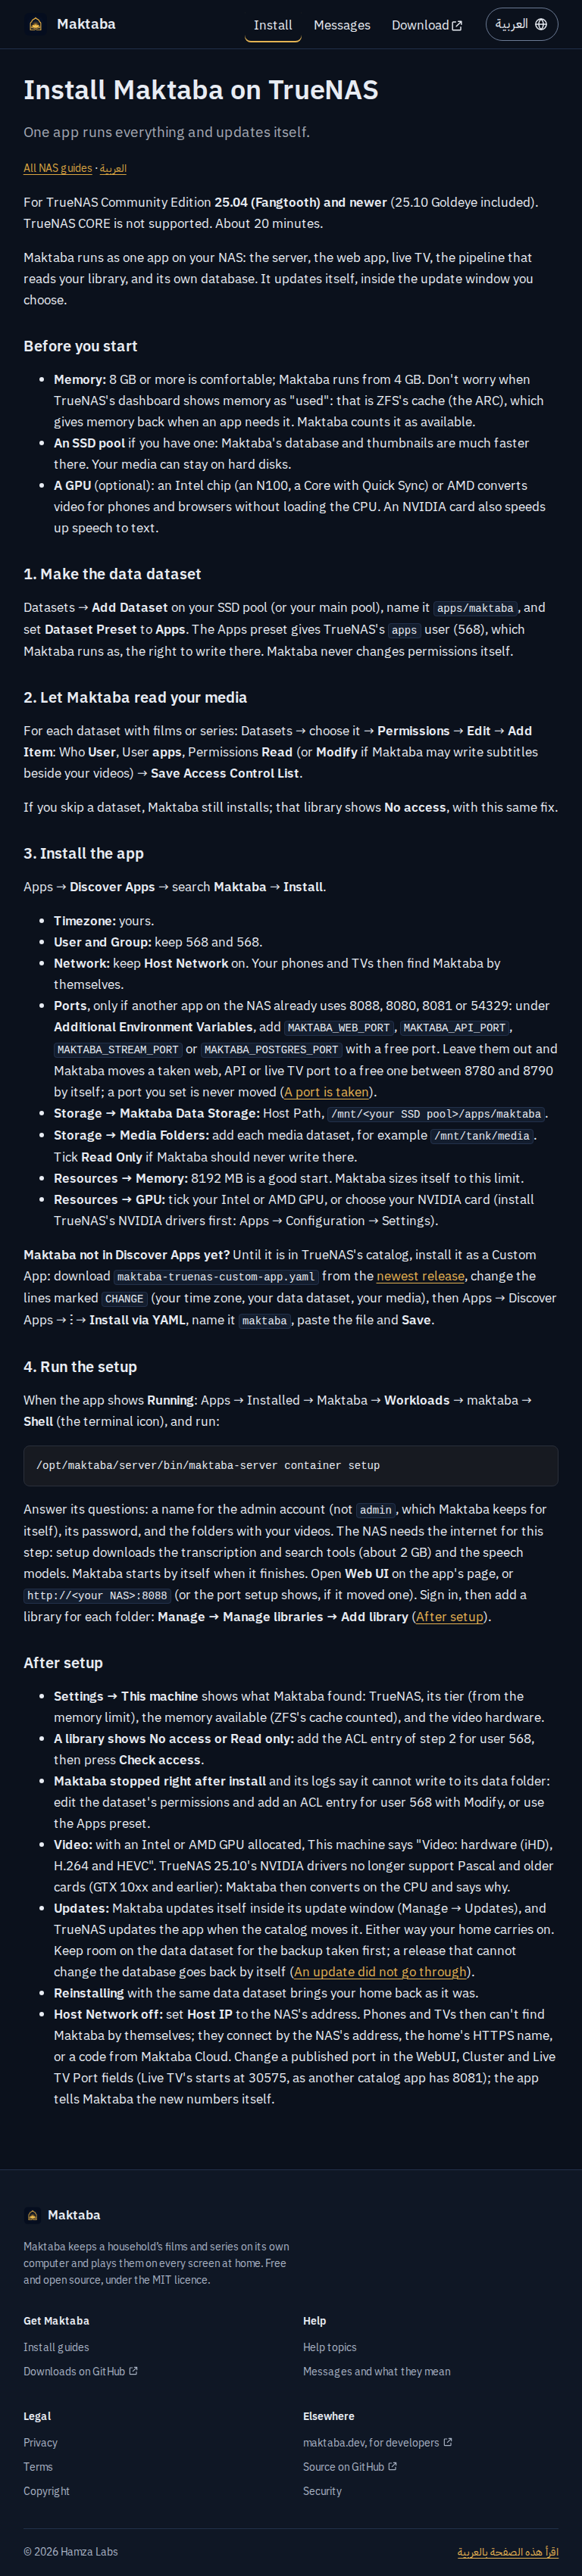 Maktaba
Install Messages Download العربية
Install Maktaba on TrueNAS
One app runs everything and updates itself.
All NAS guides · العربية
For TrueNAS Community Edition 25.04 (Fangtooth) and newer (25.10 Goldeye included).
TrueNAS CORE is not supported. About 20 minutes.
Maktaba runs as one app on your NAS: the server, the web app, live TV, the pipeline that
reads your library, and its own database. It updates itself, inside the update window you
choose.
Before you start
• Memory: 8 GB or more is comfortable; Maktaba runs from 4 GB. Don't worry when
TrueNAS's dashboard shows memory as "used": that is ZFS's cache (the ARC), which
gives memory back when an app needs it. Maktaba counts it as available.
• An SSD pool if you have one: Maktaba's database and thumbnails are much faster
there. Your media can stay on hard disks.
• A GPU (optional): an Intel chip (an N100, a Core with Quick Sync) or AMD converts
video for phones and browsers without loading the CPU. An NVIDIA card also speeds
up speech to text.
1. Make the data dataset
Datasets → Add Dataset on your SSD pool (or your main pool), name it apps/maktaba, and
set Dataset Preset to Apps. The Apps preset gives TrueNAS's apps user (568), which
Maktaba runs as, the right to write there. Maktaba never changes permissions itself.
2. Let Maktaba read your media
For each dataset with films or series: Datasets → choose it → Permissions → Edit → Add
Item: Who User, User apps, Permissions Read (or Modify if Maktaba may write subtitles
beside your videos) → Save Access Control List.
If you skip a dataset, Maktaba still installs; that library shows No access, with this same fix.
3. Install the app
Apps → Discover Apps → search Maktaba → Install.
• Timezone: yours.
• User and Group: keep 568 and 568.
• Network: keep Host Network on. Your phones and TVs then find Maktaba by
themselves.
• Ports, only if another app on the NAS already uses 8088, 8080, 8081 or 54329: under
Additional Environment Variables, add MAKTABA_WEB_PORT, MAKTABA_API_PORT,
MAKTABA_STREAM_PORT or MAKTABA_POSTGRES_PORT with a free port. Leave them out and
Maktaba moves a taken web, API or live TV port to a free one between 8780 and 8790
by itself; a port you set is never moved (A port is taken).
• Storage → Maktaba Data Storage: Host Path, /mnt/<your SSD pool>/apps/maktaba.
• Storage → Media Folders: add each media dataset, for example /mnt/tank/media.
Tick Read Only if Maktaba should never write there.
• Resources → Memory: 8192 MB is a good start. Maktaba sizes itself to this limit.
• Resources → GPU: tick your Intel or AMD GPU, or choose your NVIDIA card (install
TrueNAS's NVIDIA drivers first: Apps → Configuration → Settings).
Maktaba not in Discover Apps yet? Until it is in TrueNAS's catalog, install it as a Custom
App: download maktaba-truenas-custom-app.yaml from the newest release, change the
lines marked CHANGE (your time zone, your data dataset, your media), then Apps → Discover
Apps → ⋮ → Install via YAML, name it maktaba, paste the file and Save.
4. Run the setup
When the app shows Running: Apps → Installed → Maktaba → Workloads → maktaba →
Shell (the terminal icon), and run:
/opt/maktaba/server/bin/maktaba-server container setup
Answer its questions: a name for the admin account (not admin, which Maktaba keeps for
itself), its password, and the folders with your videos. The NAS needs the internet for this
step: setup downloads the transcription and search tools (about 2 GB) and the speech
models. Maktaba starts by itself when it finishes. Open Web UI on the app's page, or
http://<your NAS>:8088 (or the port setup shows, if it moved one). Sign in, then add a
library for each folder: Manage → Manage libraries → Add library (After setup).
After setup
• Settings → This machine shows what Maktaba found: TrueNAS, its tier (from the
memory limit), the memory available (ZFS's cache counted), and the video hardware.
• A library shows No access or Read only: add the ACL entry of step 2 for user 568,
then press Check access.
• Maktaba stopped right after install and its logs say it cannot write to its data folder:
edit the dataset's permissions and add an ACL entry for user 568 with Modify, or use
the Apps preset.
• Video: with an Intel or AMD GPU allocated, This machine says "Video: hardware (iHD),
H.264 and HEVC". TrueNAS 25.10's NVIDIA drivers no longer support Pascal and older
cards (GTX 10xx and earlier): Maktaba then converts on the CPU and says why.
• Updates: Maktaba updates itself inside its update window (Manage → Updates), and
TrueNAS updates the app when the catalog moves it. Either way your home carries on.
Keep room on the data dataset for the backup taken first; a release that cannot
change the database goes back by itself (An update did not go through).
• Reinstalling with the same data dataset brings your home back as it was.
• Host Network off: set Host IP to the NAS's address. Phones and TVs then can't find
Maktaba by themselves; they connect by the NAS's address, the home's HTTPS name,
or a code from Maktaba Cloud. Change a published port in the WebUI, Cluster and Live
TV Port fields (Live TV's starts at 30575, as another catalog app has 8081); the app
tells Maktaba the new numbers itself.
Maktaba
Maktaba keeps a household's films and series on its own
computer and plays them on every screen at home. Free
and open source, under the MIT licence.
Get Maktaba
Install guides
Downloads on GitHub
Help
Help topics
Messages and what they mean
Legal
Privacy
Terms
Copyright
Elsewhere
maktaba.dev, for developers
Source on GitHub
Security
© 2026 Hamza Labs
اقرأ هذه الصفحة بالعربية